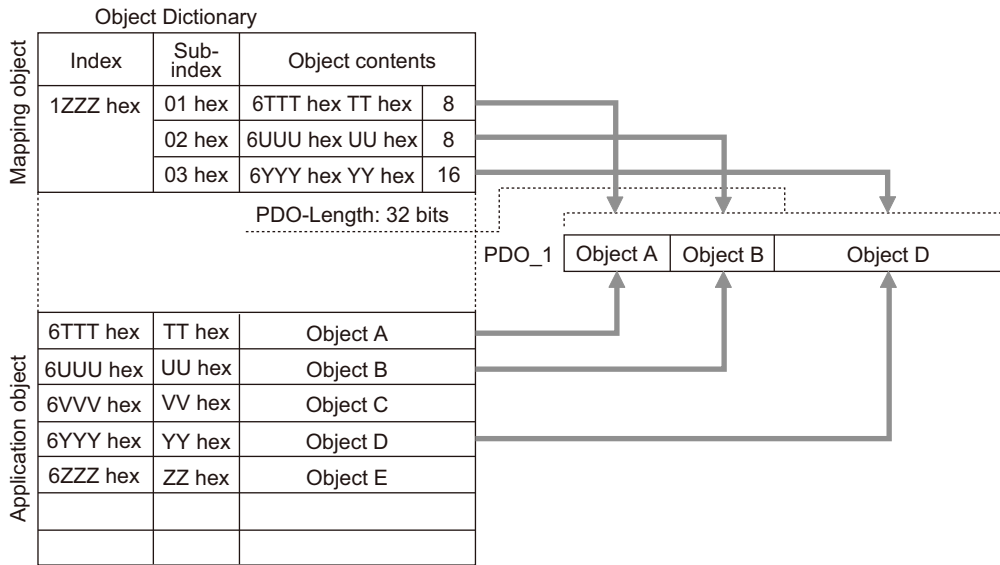 Object Dictionary
Mapping object
Index Sub-index Object contents
1ZZZ hex 01 hex 6TTT hex TT hex 8
02 hex 6UUU hex UU hex 8
03 hex 6YYY hex YY hex 16
PDO-Length: 32 bits
PDO_1 Object A Object B Object D
Application object
6TTT hex TT hex Object A
6UUU hex UU hex Object B
6VVV hex VV hex Object C
6YYY hex YY hex Object D
6ZZZ hex ZZ hex Object E